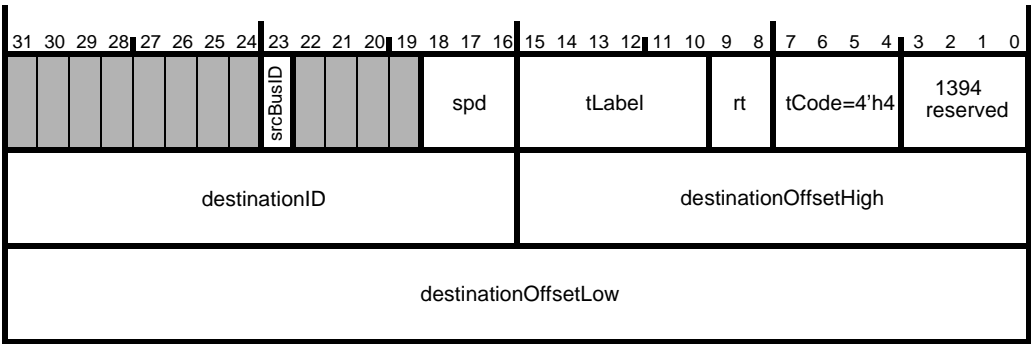 31 30 29 28 27 26 25 24 23 22 21 20 19 18 17 16 15 14 13 12 11 10 9 8 7 6 5 4 3 2 1 0
srcBusID spd tLabel rt tCode=4'h4 1394
reserved
destinationID destinationOffsetHigh
destinationOffsetLow